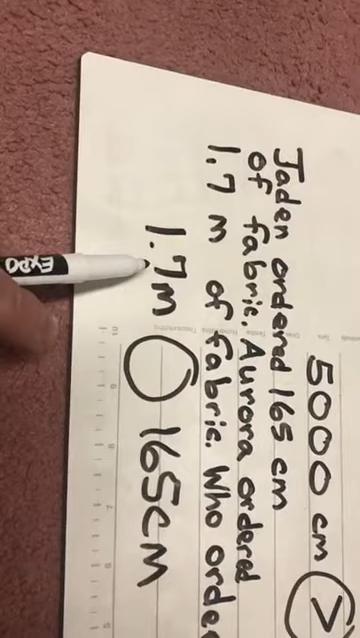 5000 cm >
Jaden ordered 165 cm
of fabric. Aurora ordered
1.7 m of fabric. Who
1.7m ◯ 165cm
EXPO